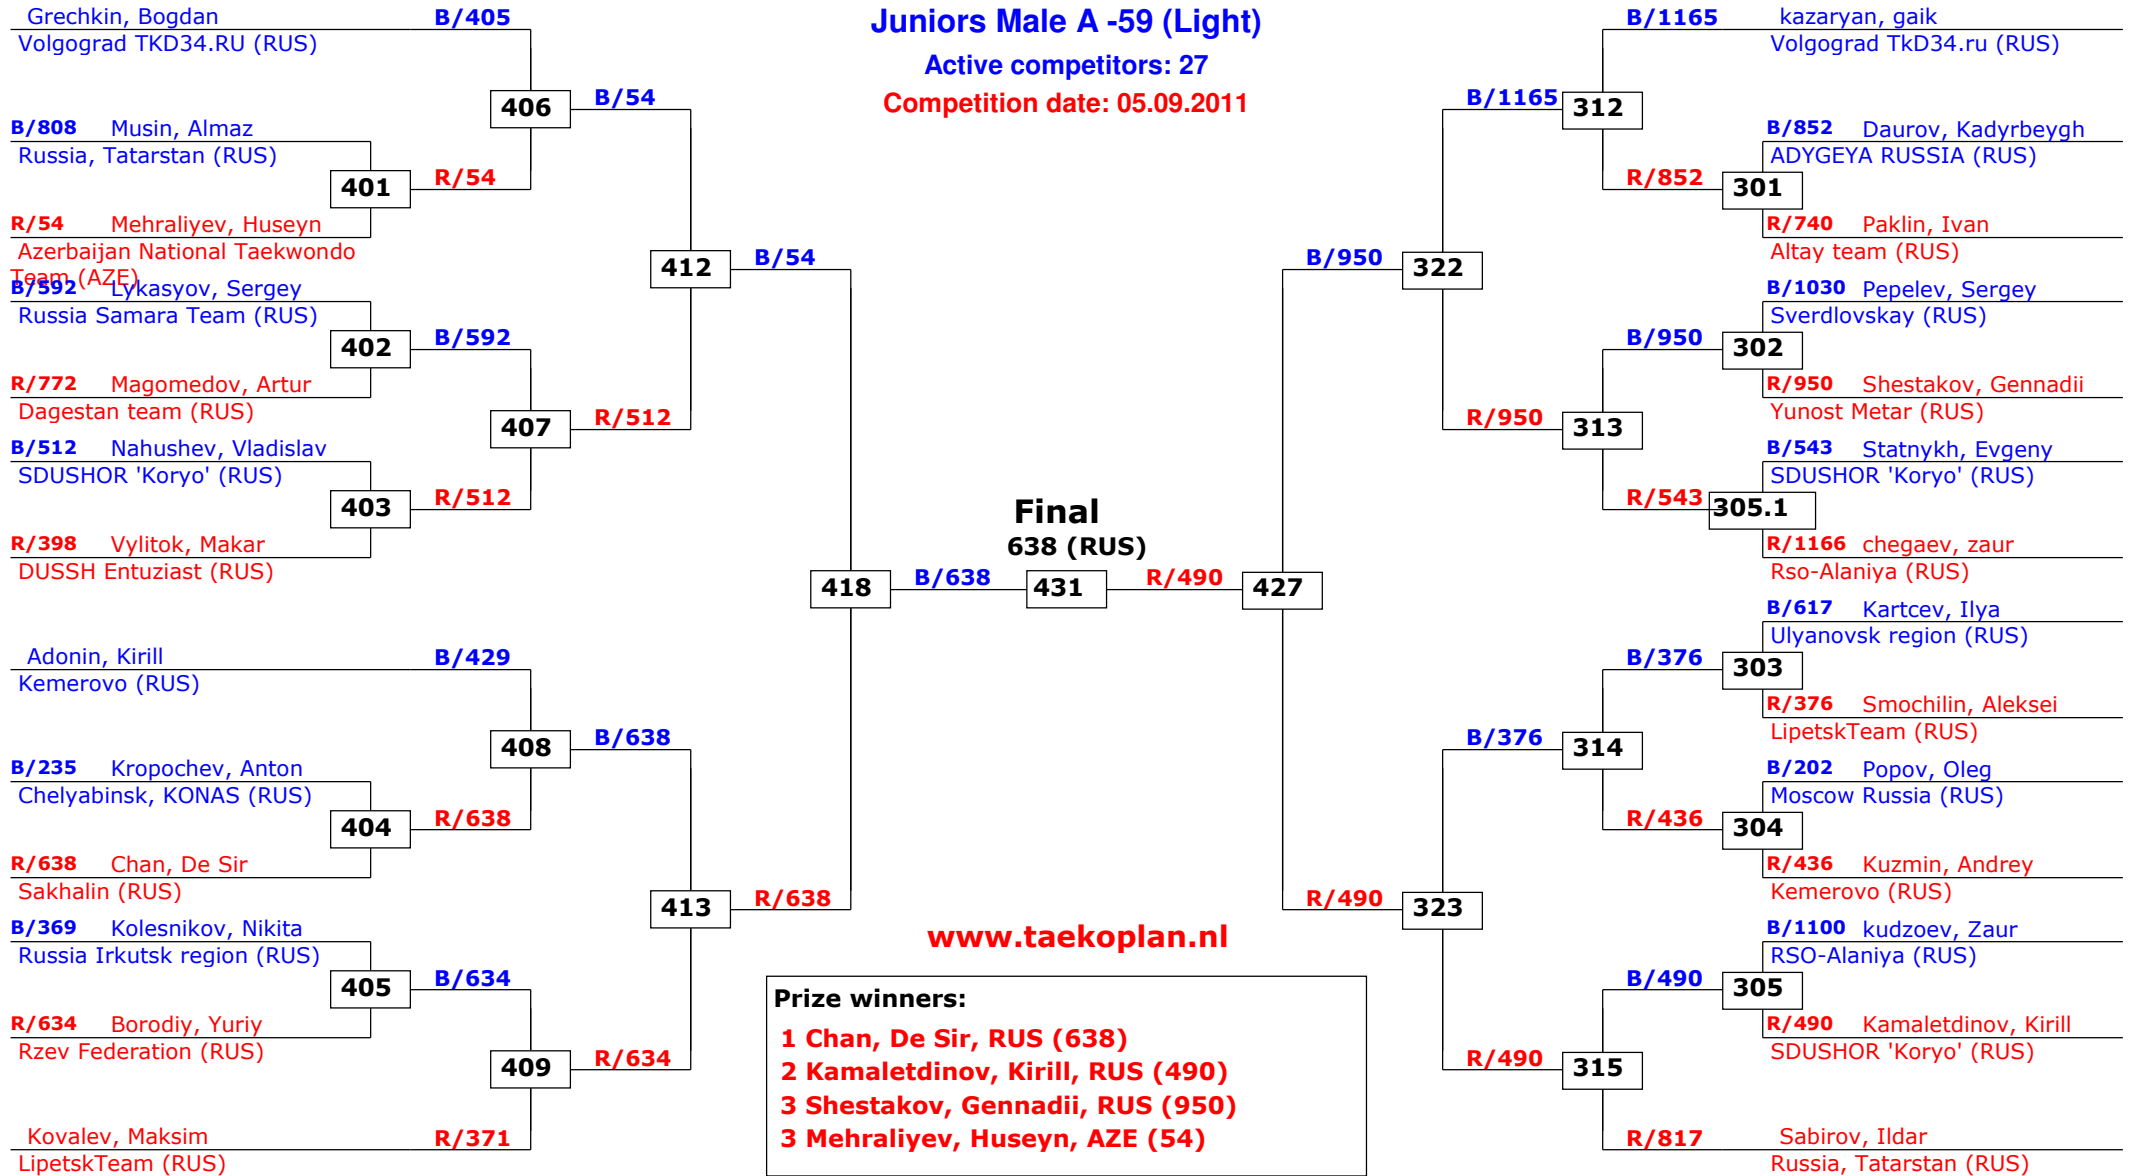 Juniors Male A -59 (Light)
Active competitors: 27
Competition date: 05.09.2011
Grechkin, Bogdan
B/405
Volgograd TKD34.RU (RUS)
406
B/54
B/808 Musin, Almaz
Russia, Tatarstan (RUS)
401
R/54
R/54 Mehraliyev, Huseyn
Azerbaijan National Taekwondo
Team (AZE)
412
B/54
B/592 Lykasyov, Sergey
Russia Samara Team (RUS)
402
B/592
R/772 Magomedov, Artur
Dagestan team (RUS)
407
R/512
B/512 Nahushev, Vladislav
SDUSHOR 'Koryo' (RUS)
403
R/512
R/398 Vylitok, Makar
DUSSH Entuziast (RUS)
418
B/638
Adonin, Kirill
B/429
Kemerovo (RUS)
408
B/638
B/235 Kropochev, Anton
Chelyabinsk, KONAS (RUS)
404
R/638
R/638 Chan, De Sir
Sakhalin (RUS)
413
R/638
B/369 Kolesnikov, Nikita
Russia Irkutsk region (RUS)
405
B/634
R/634 Borodiy, Yuriy
Rzev Federation (RUS)
409
R/634
Kovalev, Maksim
R/371
LipetskTeam (RUS)
Final
638 (RUS)
431
R/490
427
B/1165 kazaryan, gaik
Volgograd TkD34.ru (RUS)
B/1165
312
B/852 Daurov, Kadyrbeygh
ADYGEYA RUSSIA (RUS)
R/852
301
R/740 Paklin, Ivan
Altay team (RUS)
B/950
322
B/1030 Pepelev, Sergey
Sverdlovskay (RUS)
B/950
302
R/950 Shestakov, Gennadii
Yunost Metar (RUS)
R/950
313
B/543 Statnykh, Evgeny
SDUSHOR 'Koryo' (RUS)
R/543
305.1
R/1166 chegaev, zaur
Rso-Alaniya (RUS)
B/617 Kartcev, Ilya
Ulyanovsk region (RUS)
B/376
303
R/376 Smochilin, Aleksei
LipetskTeam (RUS)
B/376
314
B/202 Popov, Oleg
Moscow Russia (RUS)
R/436
304
R/436 Kuzmin, Andrey
Kemerovo (RUS)
R/490
323
B/1100 kudzoev, Zaur
RSO-Alaniya (RUS)
B/490
305
R/490 Kamaletdinov, Kirill
SDUSHOR 'Koryo' (RUS)
R/490
315
R/817 Sabirov, Ildar
Russia, Tatarstan (RUS)
www.taekoplan.nl
Prize winners:
1 Chan, De Sir, RUS (638)
2 Kamaletdinov, Kirill, RUS (490)
3 Shestakov, Gennadii, RUS (950)
3 Mehraliyev, Huseyn, AZE (54)